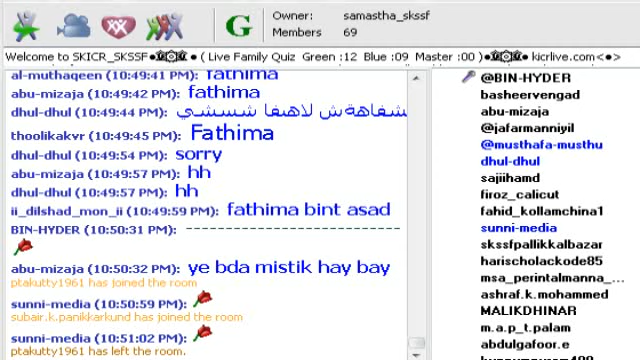 G
Owner: samastha_skssf
Members 69
Welcome to SKICR_SKSSF ( Live Family Quiz Green :12 Blue :09 Master :00 ) kicrlive.com<●>
al-muthaqeen (10:49:41 PM): fathima
abu-mizaja (10:49:42 PM): fathima
dhul-dhul (10:49:44 PM):
thoolikakvr (10:49:45 PM): Fathima
dhul-dhul (10:49:54 PM): sorry
abu-mizaja (10:49:57 PM): hh
dhul-dhul (10:49:57 PM): hh
ii_dilshad_mon_ii (10:49:59 PM): fathima bint asad
BIN-HYDER (10:50:31 PM): ----------------------------
abu-mizaja (10:50:32 PM): ye bda mistik hay bay
ptakutty1961 has joined the room
sunni-media (10:50:59 PM):
subair.k.panikkarkund has joined the room
sunni-media (10:51:02 PM):
ptakutty1961 has left the room.
@BIN-HYDER
basheervengad
abu-mizaja
@jafarmanniyil
@musthafa-musthu
dhul-dhul
sajiihamd
firoz_calicut
fahid_kollamchina1
sunni-media
skssfpallikkalbazar
harischolackode85
msa_perintalmanna_...
ashraf.k.mohammed
MALIKDHINAR
m.a.p_t.palam
abdulgafoor.e